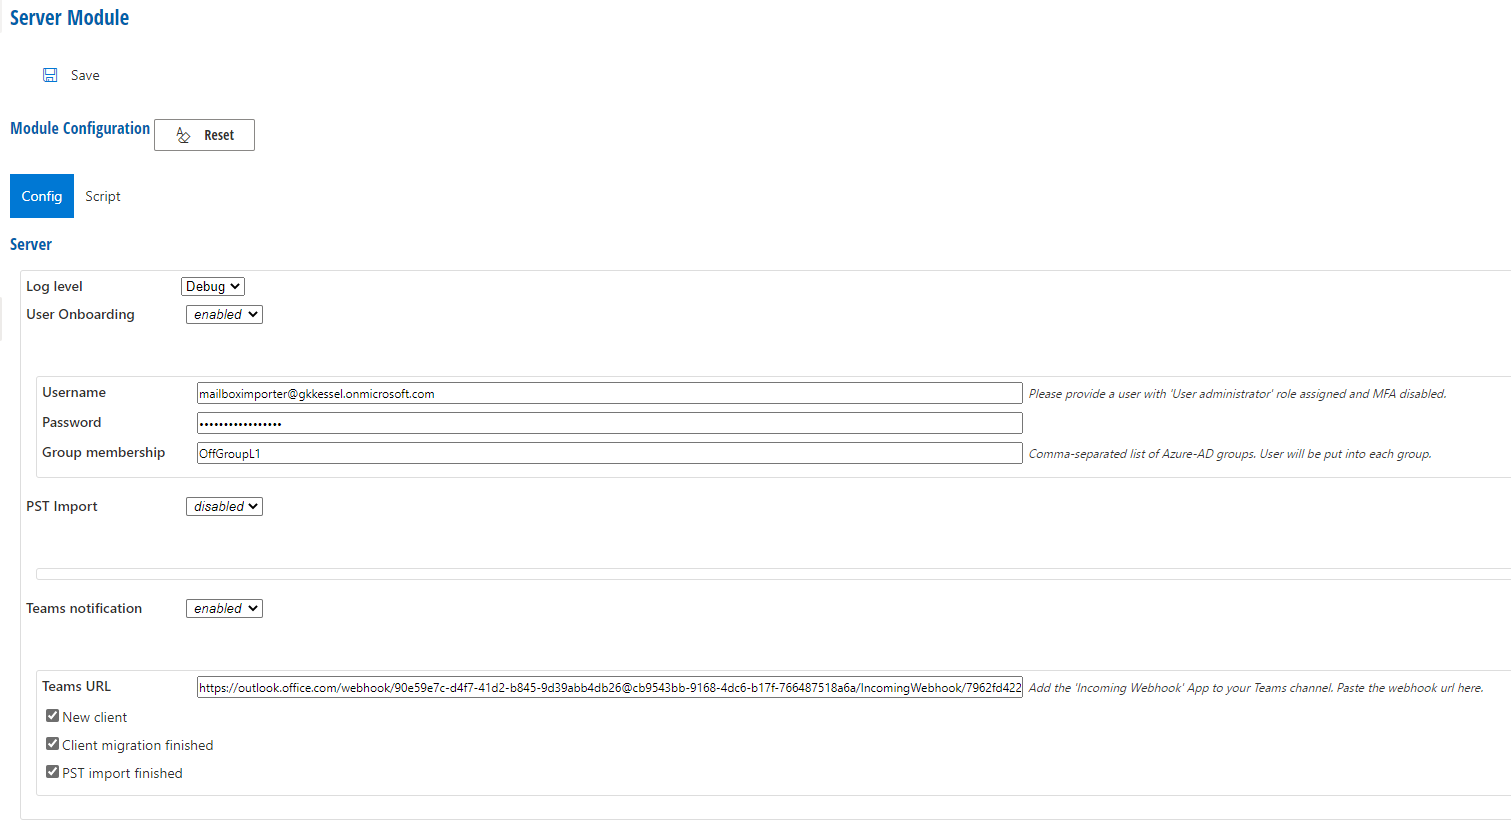 Server Module
Save
Module Configuration Reset
Config Script
Server
Log level Debug
User Onboarding enabled
Username mailboximporter@gkkessel.onmicrosoft.com Please provide a user with 'User administrator' role assigned and MFA disabled.
Password •••••••••••••••••
Group membership OffGroupL1 Comma-separated list of Azure-AD groups. User will be put into each group.
PST Import disabled
Teams notification enabled
Teams URL https://outlook.office.com/webhook/90e59e7c-d4f7-41d2-b845-9d39abb4db26@cb9543bb-9168-4dc6-b17f-766487518a6a/IncomingWebhook/7962fd422 Add the 'Incoming Webhook' App to your Teams channel. Paste the webhook url here.
New client
Client migration finished
PST import finished